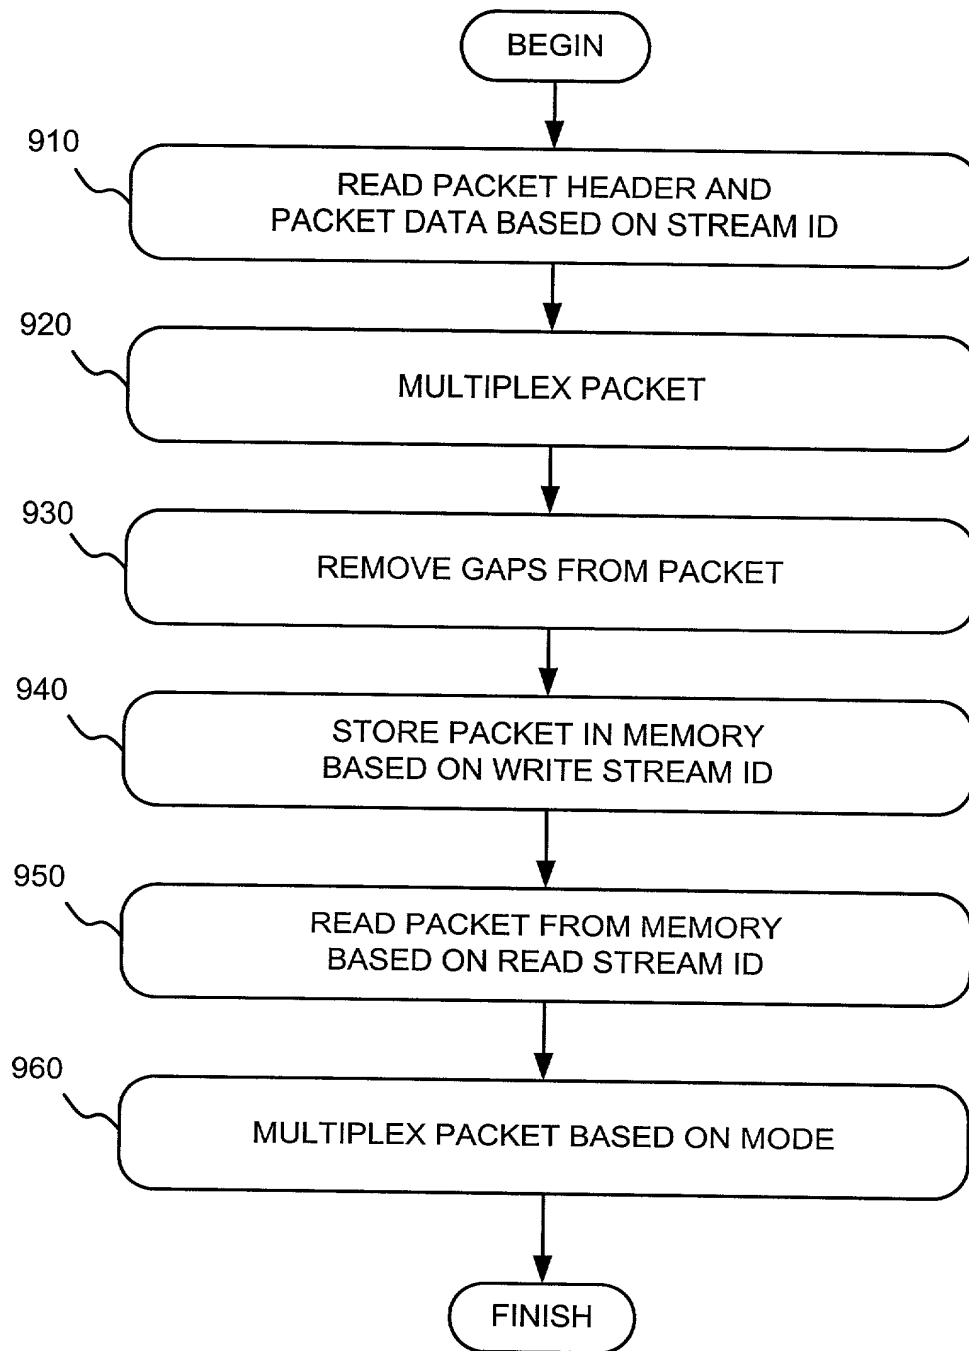 BEGIN
910
READ PACKET HEADER AND
PACKET DATA BASED ON STREAM ID
920
MULTIPLEX PACKET
930
REMOVE GAPS FROM PACKET
940
STORE PACKET IN MEMORY
BASED ON WRITE STREAM ID
950
READ PACKET FROM MEMORY
BASED ON READ STREAM ID
960
MULTIPLEX PACKET BASED ON MODE
FINISH